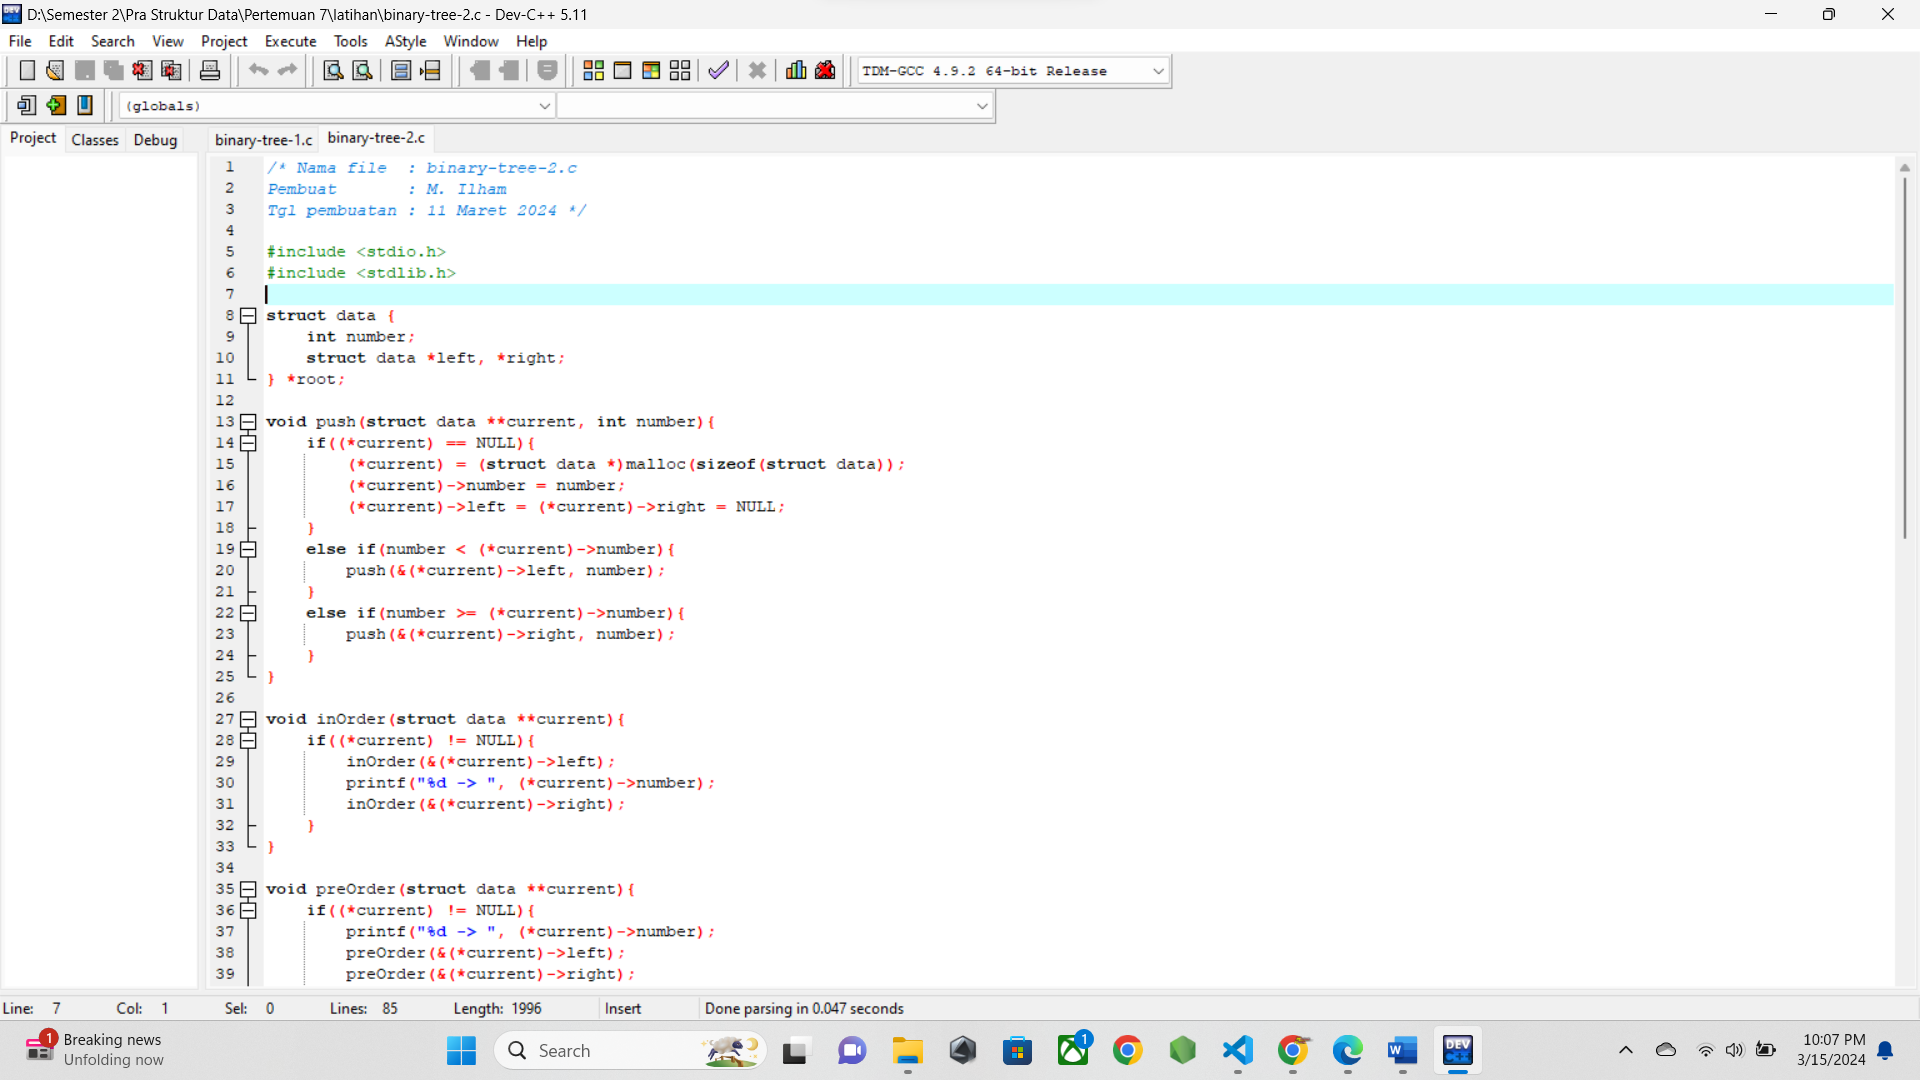 D:\Semester 2\Pra Struktur Data\Pertemuan 7\latihan\binary-tree-2.c - Dev-C++ 5.11
File Edit Search View Project Execute Tools AStyle Window Help
TDM-GCC 4.9.2 64-bit Release
(globals)
Project Classes Debug binary-tree-1.c binary-tree-2.c
1 /* Nama file : binary-tree-2.c
2 Pembuat : M. Ilham
3 Tgl pembuatan : 11 Maret 2024 */
4
5 #include <stdio.h>
6 #include <stdlib.h>
7
8 struct data {
9 int number;
10 struct data *left, *right;
11 } *root;
12
13 void push(struct data **current, int number){
14 if((*current) == NULL){
15 (*current) = (struct data *)malloc(sizeof(struct data));
16 (*current)->number = number;
17 (*current)->left = (*current)->right = NULL;
18 }
19 else if(number < (*current)->number){
20 push(&(*current)->left, number);
21 }
22 else if(number >= (*current)->number){
23 push(&(*current)->right, number);
24 }
25 }
26
27 void inOrder(struct data **current){
28 if((*current) != NULL){
29 inOrder(&(*current)->left);
30 printf("%d -> ", (*current)->number);
31 inOrder(&(*current)->right);
32 }
33 }
34
35 void preOrder(struct data **current){
36 if((*current) != NULL){
37 printf("%d -> ", (*current)->number);
38 preOrder(&(*current)->left);
39 preOrder(&(*current)->right);
Line: 7 Col: 1 Sel: 0 Lines: 85 Length: 1996 Insert Done parsing in 0.047 seconds
1 Breaking news
Unfolding now
Search
1
W
DEV
C++
10:07 PM
3/15/2024